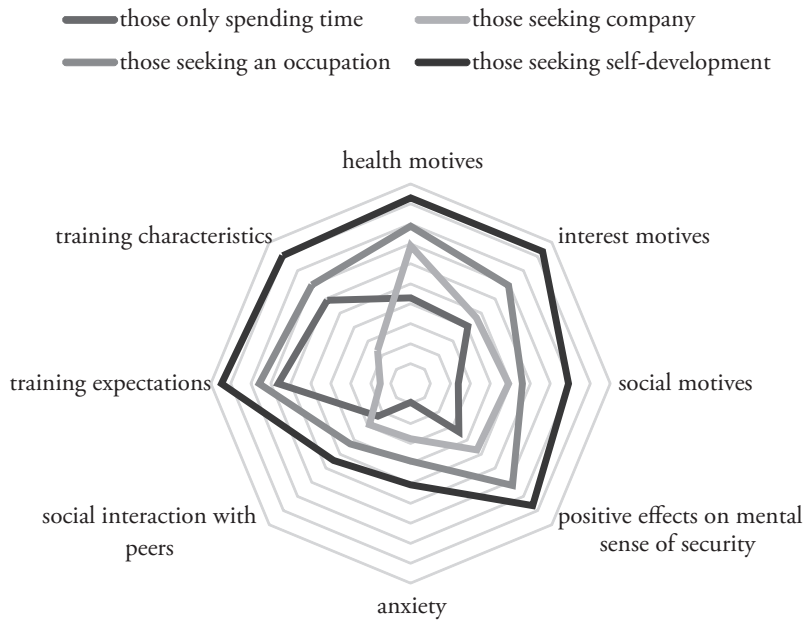 those only spending time
those seeking company
those seeking an occupation
those seeking self-development
health motives
training characteristics
interest motives
training expectations
social motives
social interaction with
peers
positive effects on mental
sense of security
anxiety